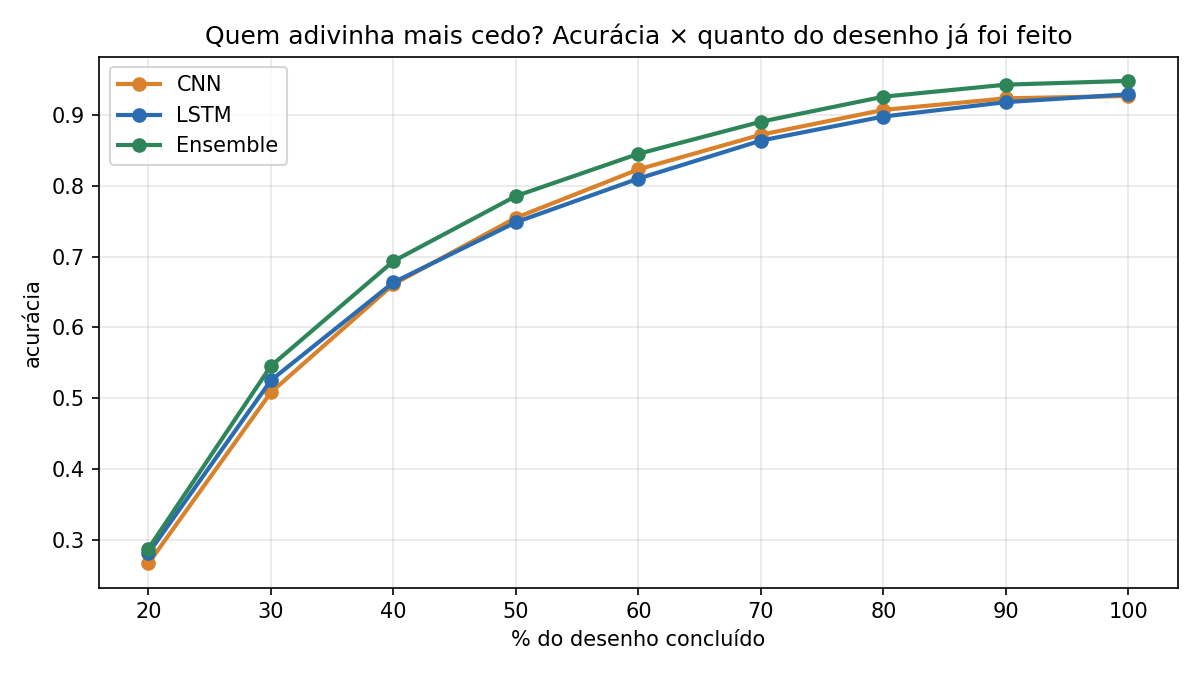 Quem adivinha mais cedo? Acurácia × quanto do desenho já foi feito
CNN
LSTM
Ensemble
acurácia
0.9
0.8
0.7
0.6
0.5
0.4
0.3
20 30 40 50 60 70 80 90 100
% do desenho concluído